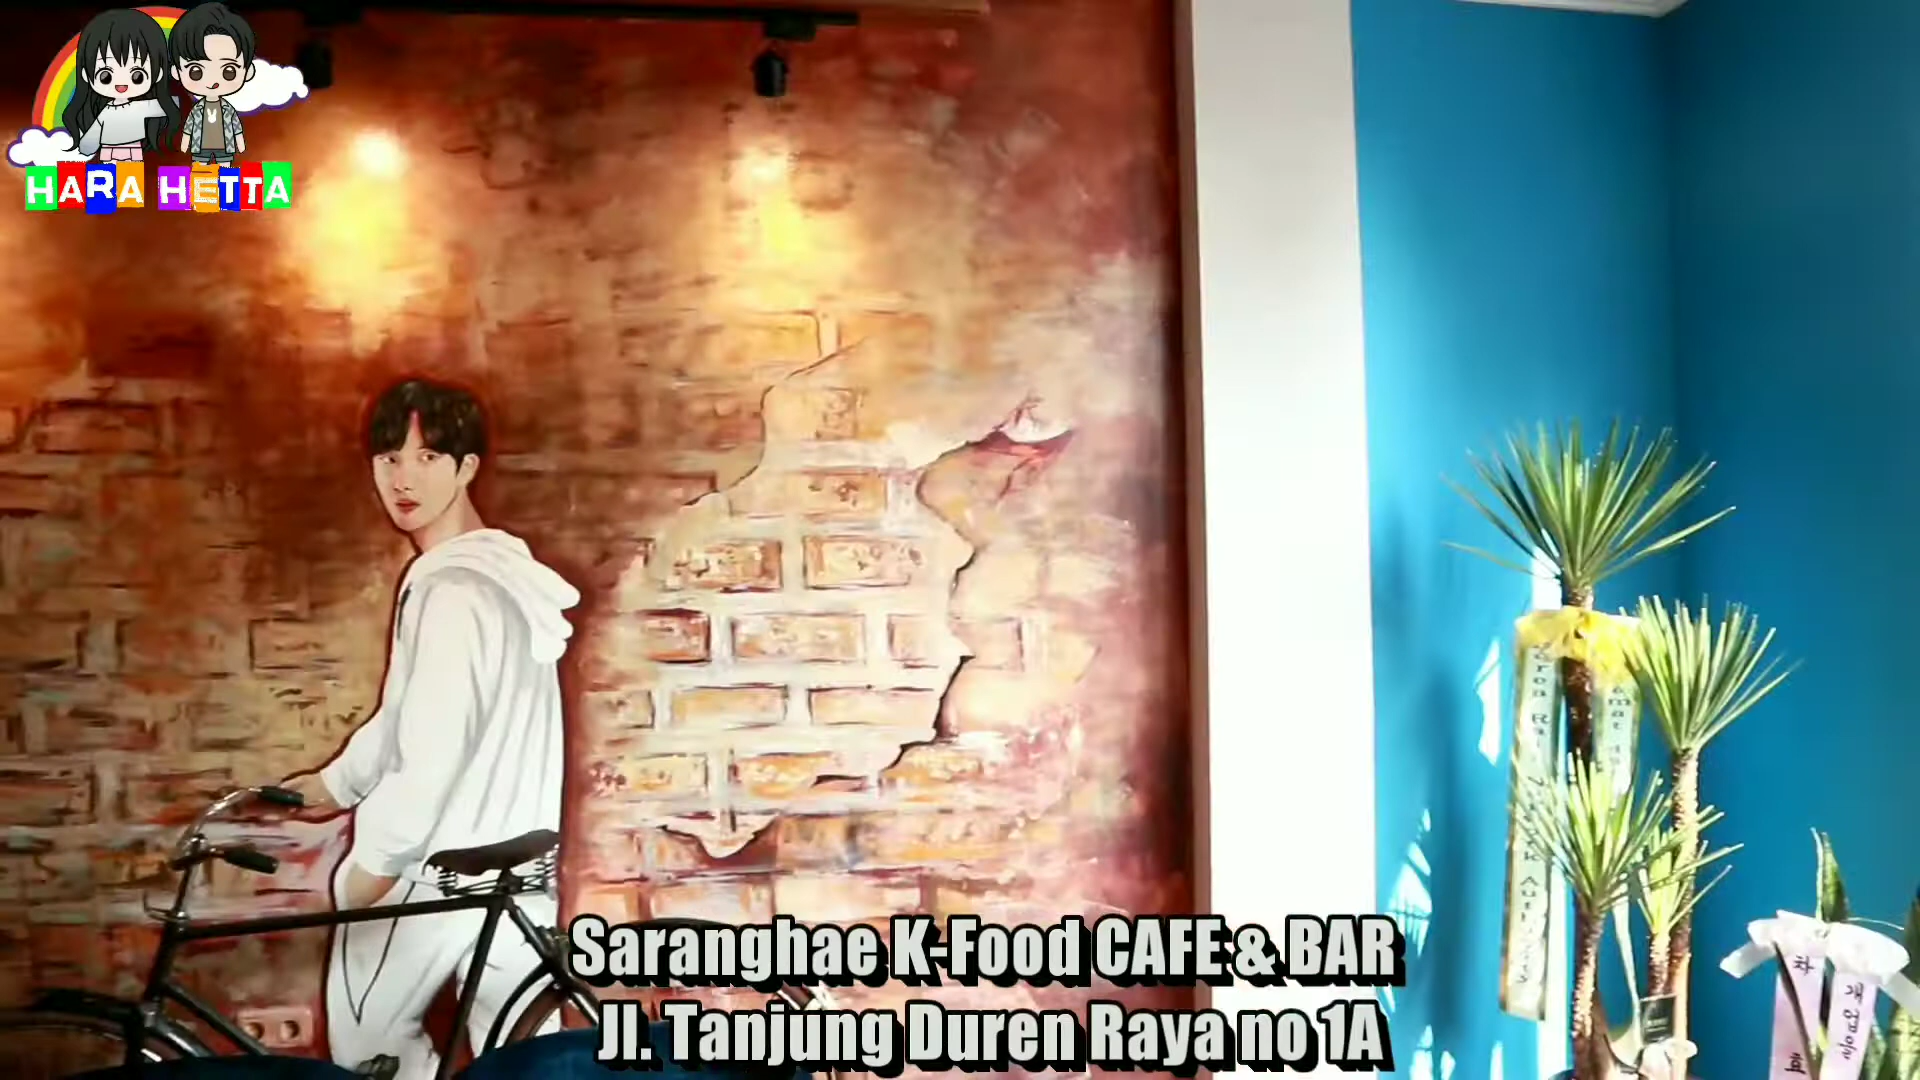 HARA HETTA
Saranghae K-Food CAFE & BAR
Jl. Tanjung Duren Raya no 1A